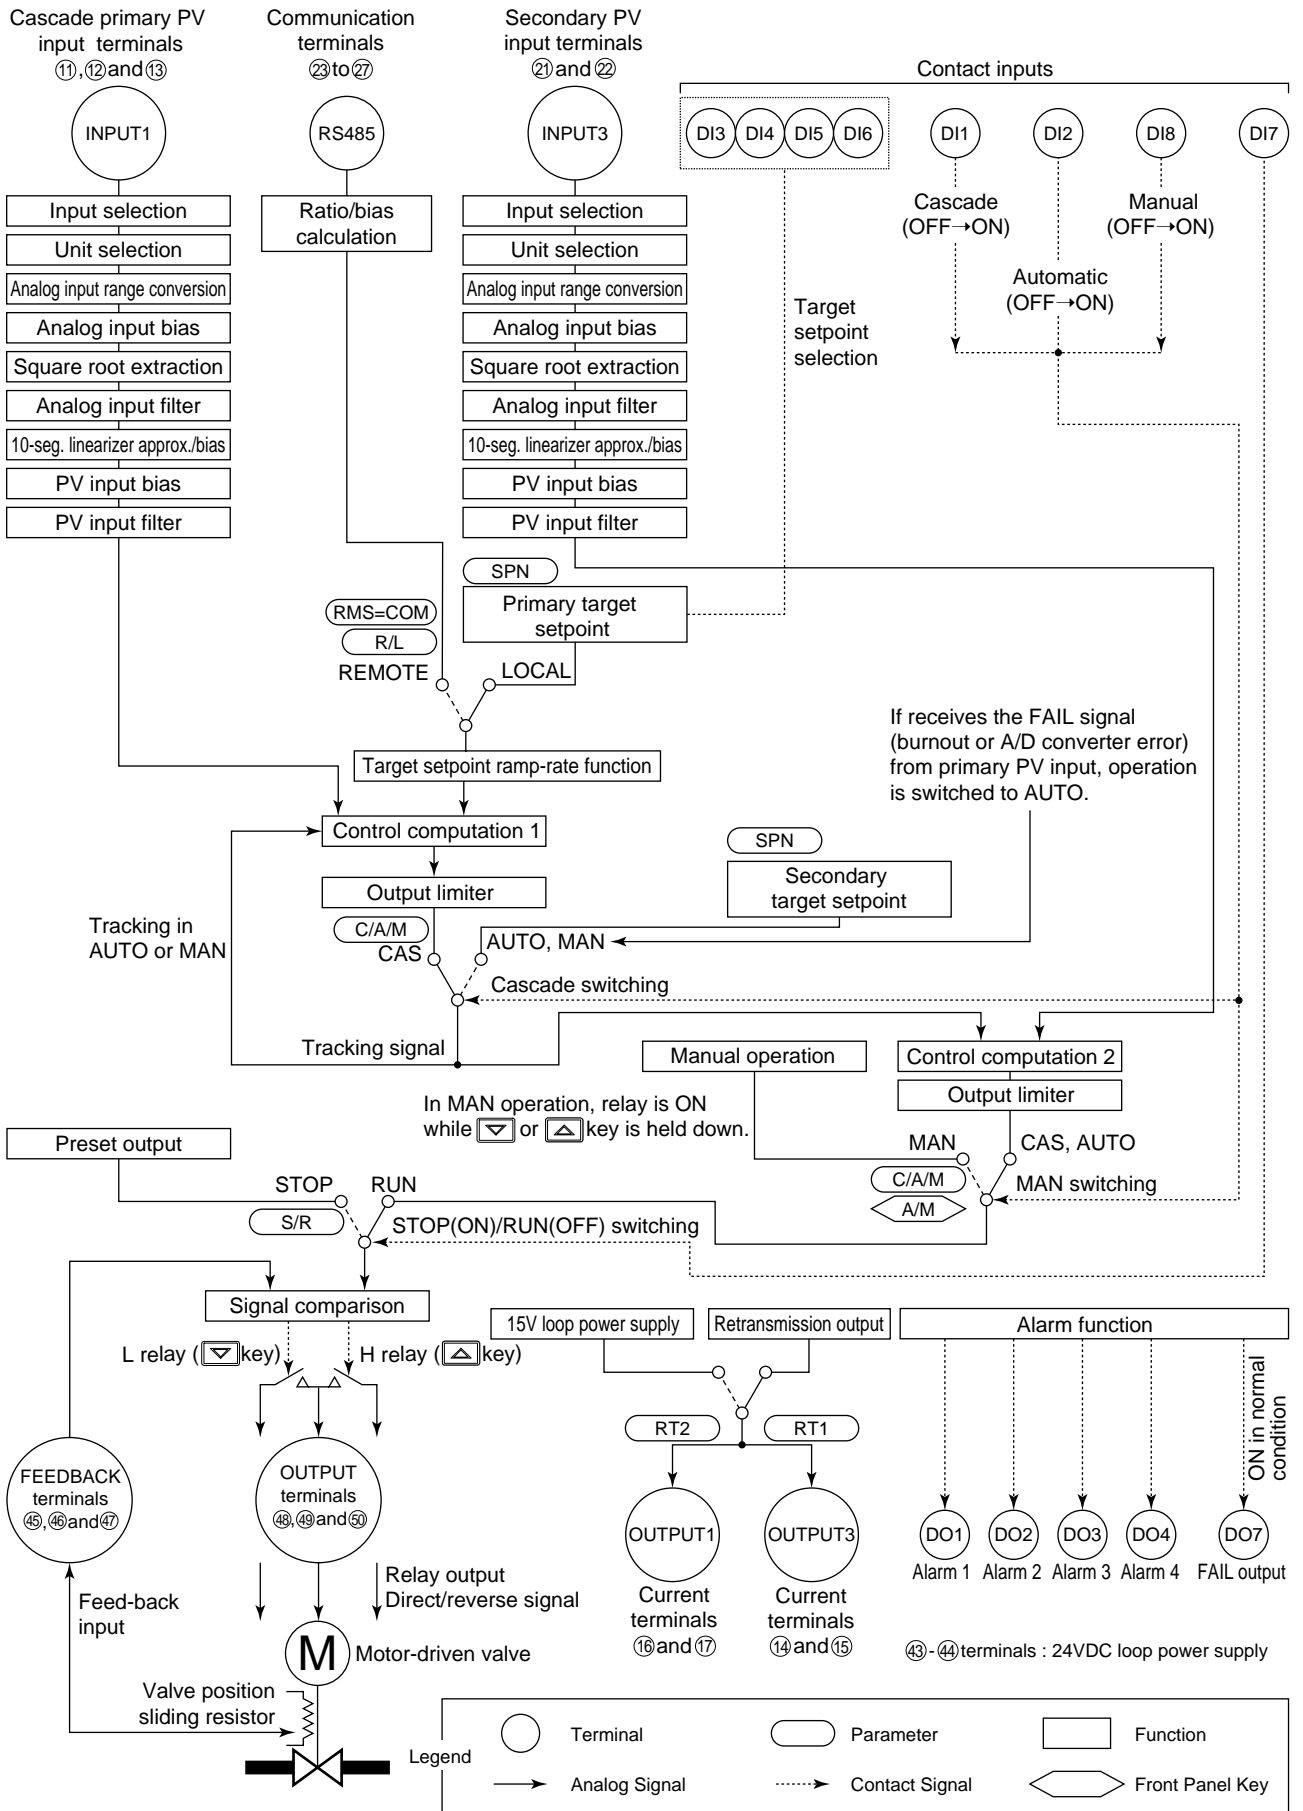 Cascade primary PV
input terminals
⑪,⑫and⑬
Communication
terminals
㉓to㉗
Secondary PV
input terminals
㉑and㉒
Contact inputs
INPUT1
RS485
INPUT3
DI3
DI4
DI5
DI6
DI1
DI2
DI8
DI7
Input selection
Unit selection
Analog input range conversion
Analog input bias
Square root extraction
Analog input filter
10-seg. linearizer approx./bias
PV input bias
PV input filter
Ratio/bias
calculation
Input selection
Unit selection
Analog input range conversion
Analog input bias
Square root extraction
Analog input filter
10-seg. linearizer approx./bias
PV input bias
PV input filter
Cascade
(OFF→ON)
Manual
(OFF→ON)
Automatic
(OFF→ON)
Target
setpoint
selection
SPN
Primary target
setpoint
RMS=COM
R/L
REMOTE
LOCAL
If receives the FAIL signal
(burnout or A/D converter error)
from primary PV input, operation
is switched to AUTO.
Target setpoint ramp-rate function
Control computation 1
SPN
Secondary
target setpoint
Output limiter
Tracking in
AUTO or MAN
C/A/M
CAS
AUTO, MAN
Cascade switching
Tracking signal
Manual operation
Control computation 2
Output limiter
In MAN operation, relay is ON
while ▽ or △ key is held down.
Preset output
MAN
CAS, AUTO
C/A/M
A/M
MAN switching
STOP
RUN
S/R
STOP(ON)/RUN(OFF) switching
Signal comparison
15V loop power supply
Retransmission output
Alarm function
L relay (▽key)
H relay (△key)
RT2
RT1
ON in normal
condition
FEEDBACK
terminals
㊺,㊻and㊼
OUTPUT
terminals
㊽,㊾and㊿
OUTPUT1
OUTPUT3
DO1
DO2
DO3
DO4
DO7
Alarm 1
Alarm 2
Alarm 3
Alarm 4
FAIL output
Feed-back
input
Relay output
Direct/reverse signal
Current
terminals
⑯and⑰
Current
terminals
⑭and⑮
M
Motor-driven valve
㊸-㊹terminals : 24VDC loop power supply
Valve position
sliding resistor
Legend
Terminal
Parameter
Function
Analog Signal
Contact Signal
Front Panel Key